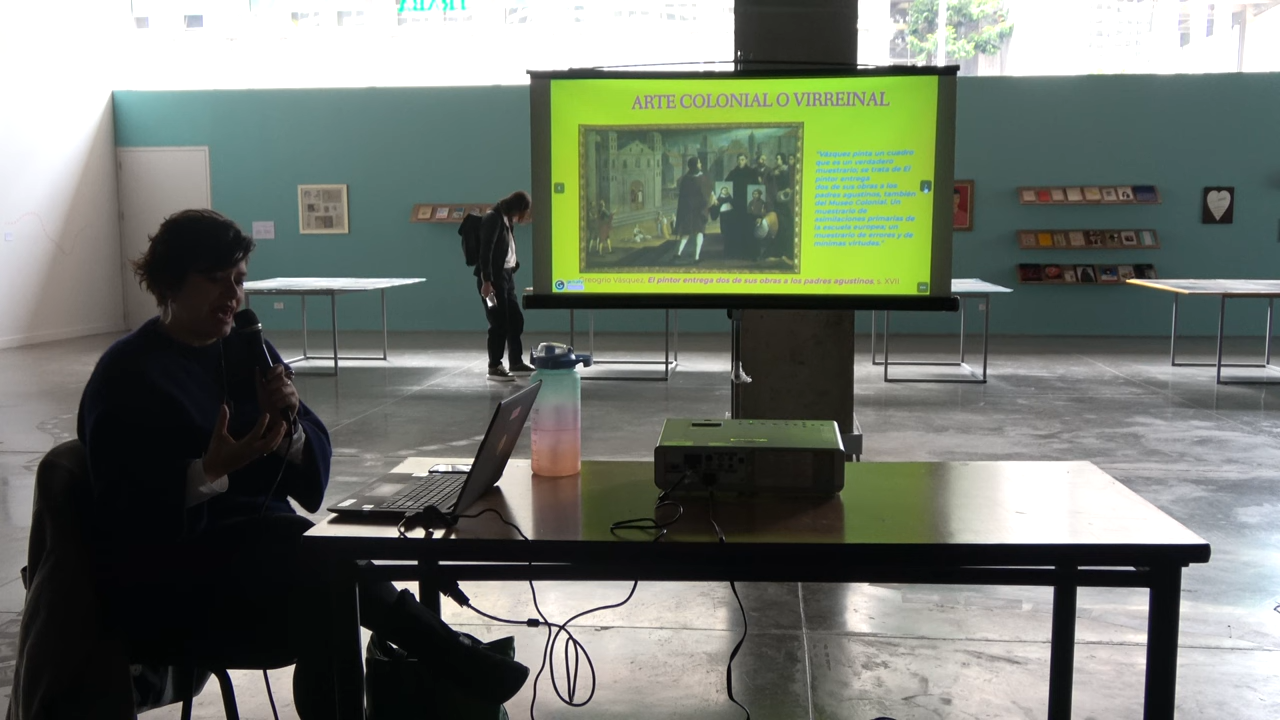 ARTE COLONIAL O VIRREINAL
"Vázquez pinta un cuadro
que es un verdadero
muestrario; se trata de El
pintor entrega
dos de sus obras a los
padres agustinos, también
del Museo Colonial. Un
muestrario de
asimilaciones primarias de
la escuela europea; un
muestrario de errores y de
mínimas virtudes."
Vásquez, El pintor entrega dos de sus obras a los padres agustinos, s. XVII